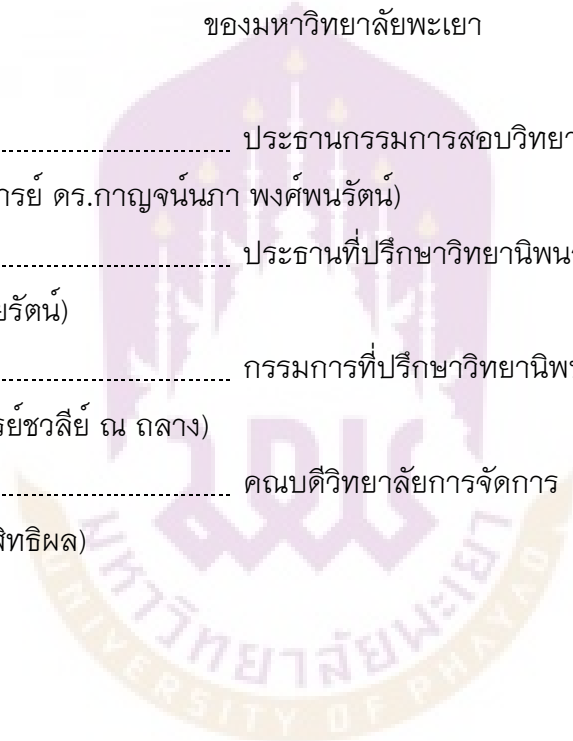 ของมหาวิทยาลัยพะเยา
ประธานกรรมการสอบวิทยา
ารย์ ดร.กาญจน์นภา พงศ์พนรัตน์)
ประธานที่ปรึกษาวิทยานิพนธ
ยรัตน์)
กรรมการที่ปรึกษาวิทยานิพน
รย์ชวลีย์ ณ ถลาง)
คณบดีวิทยาลัยการจัดการ
สิทธิผล)
มหาวิทยาลัยพะเยา
UNIVERSITY OF PHAYAO